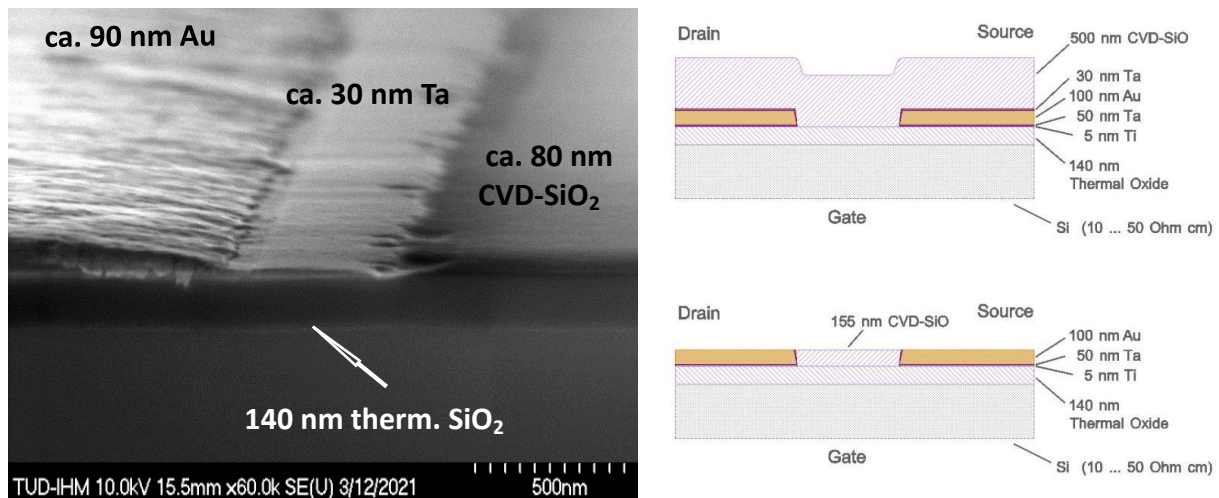 ca. 90 nm Au
ca. 30 nm Ta
ca. 80 nm
CVD-SiO₂
140 nm therm. SiO₂
TUD-IHM 10.0kV 15.5mm x60.0k SE(U) 3/12/2021
500nm
Drain
Source
500 nm CVD-SiO
30 nm Ta
100 nm Au
50 nm Ta
5 nm Ti
140 nm
Thermal Oxide
Gate
Si (10 ... 50 Ohm cm)
Drain
155 nm CVD-SiO
Source
100 nm Au
50 nm Ta
5 nm Ti
140 nm
Thermal Oxide
Gate
Si (10 ... 50 Ohm cm)